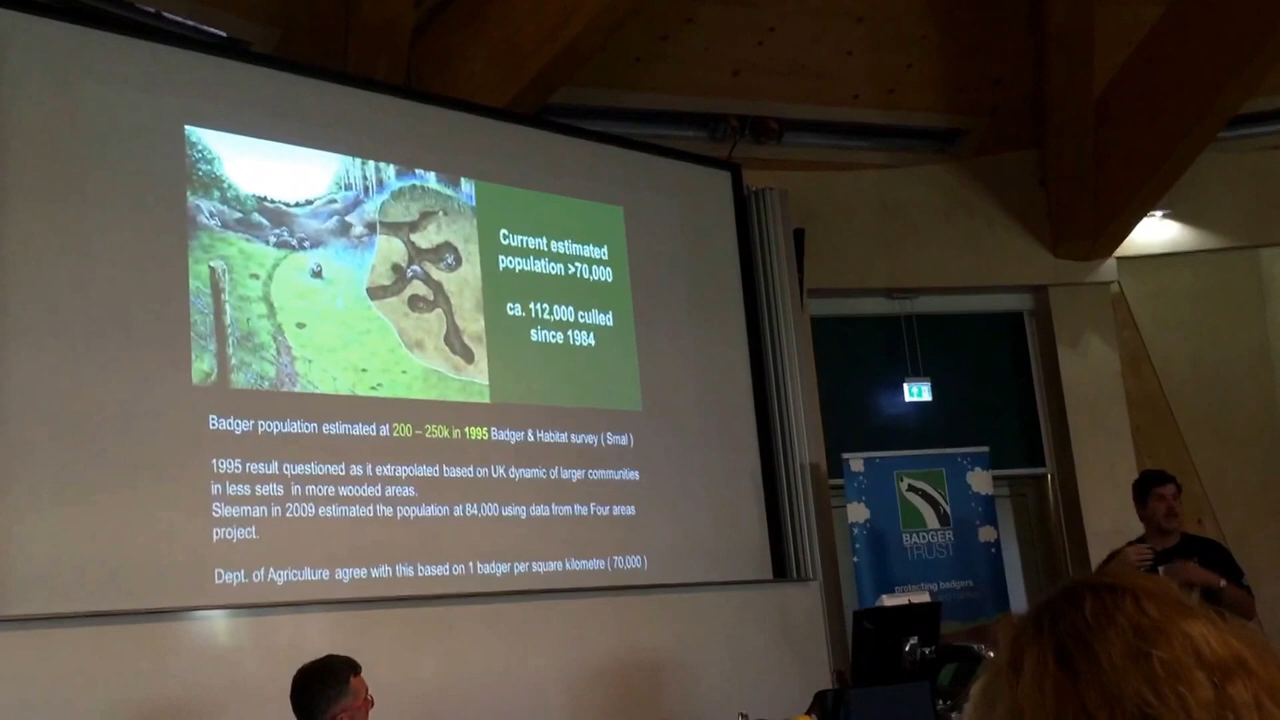 Current estimated
population >70,000
ca. 112,000 culled
since 1984
Badger population estimated at 200 – 250k in 1995 Badger & Habitat survey ( Smal )
1995 result questioned as it extrapolated based on UK dynamic of larger communities
in less setts in more wooded areas.
Sleeman in 2009 estimated the population at 84,000 using data from the Four areas
project.
Dept. of Agriculture agree with this based on 1 badger per square kilometre ( 70,000 )
BADGER
TRUST
protecting badgers